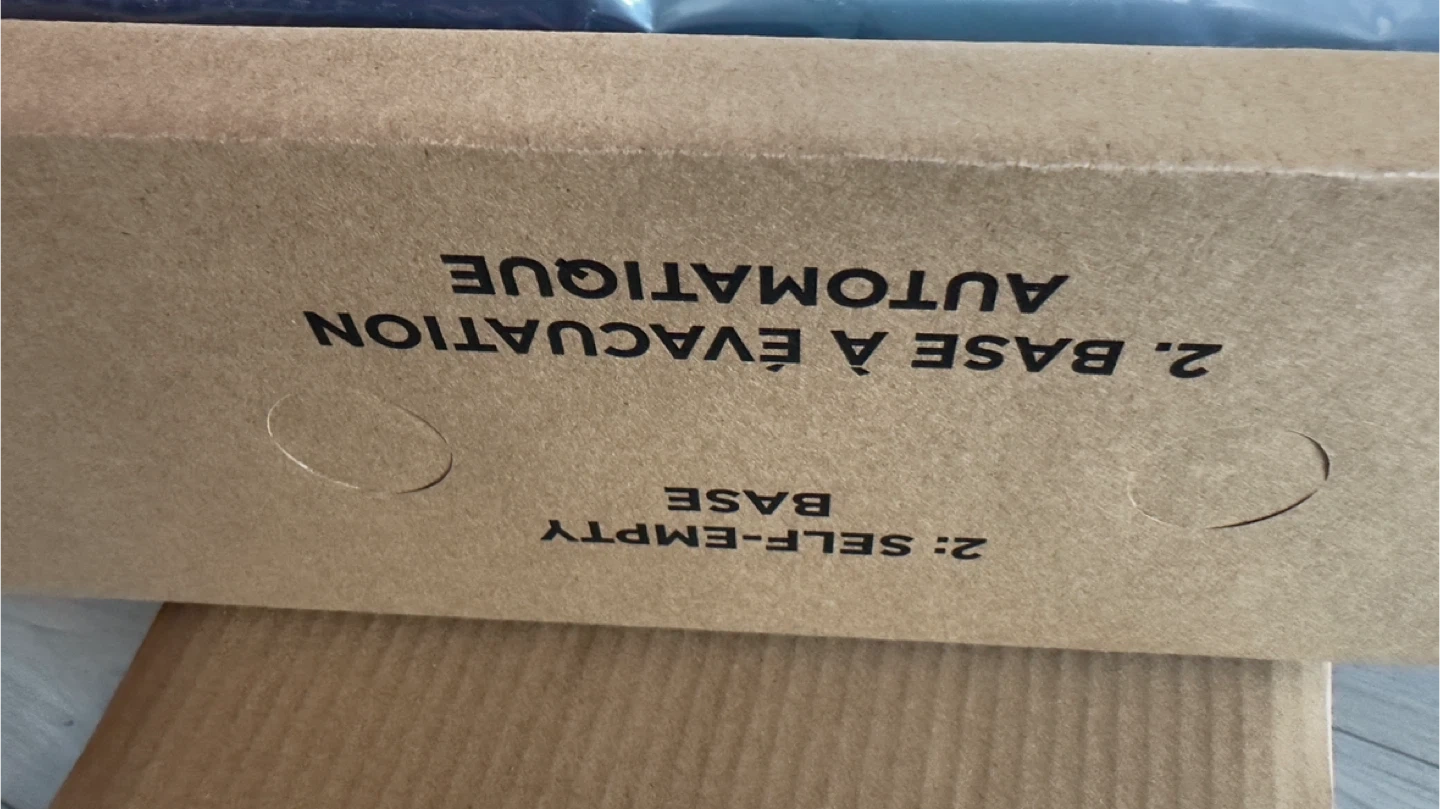 2: SELF-EMPTY
BASE
2. BASE À ÉVACUATION
AUTOMATIQUE